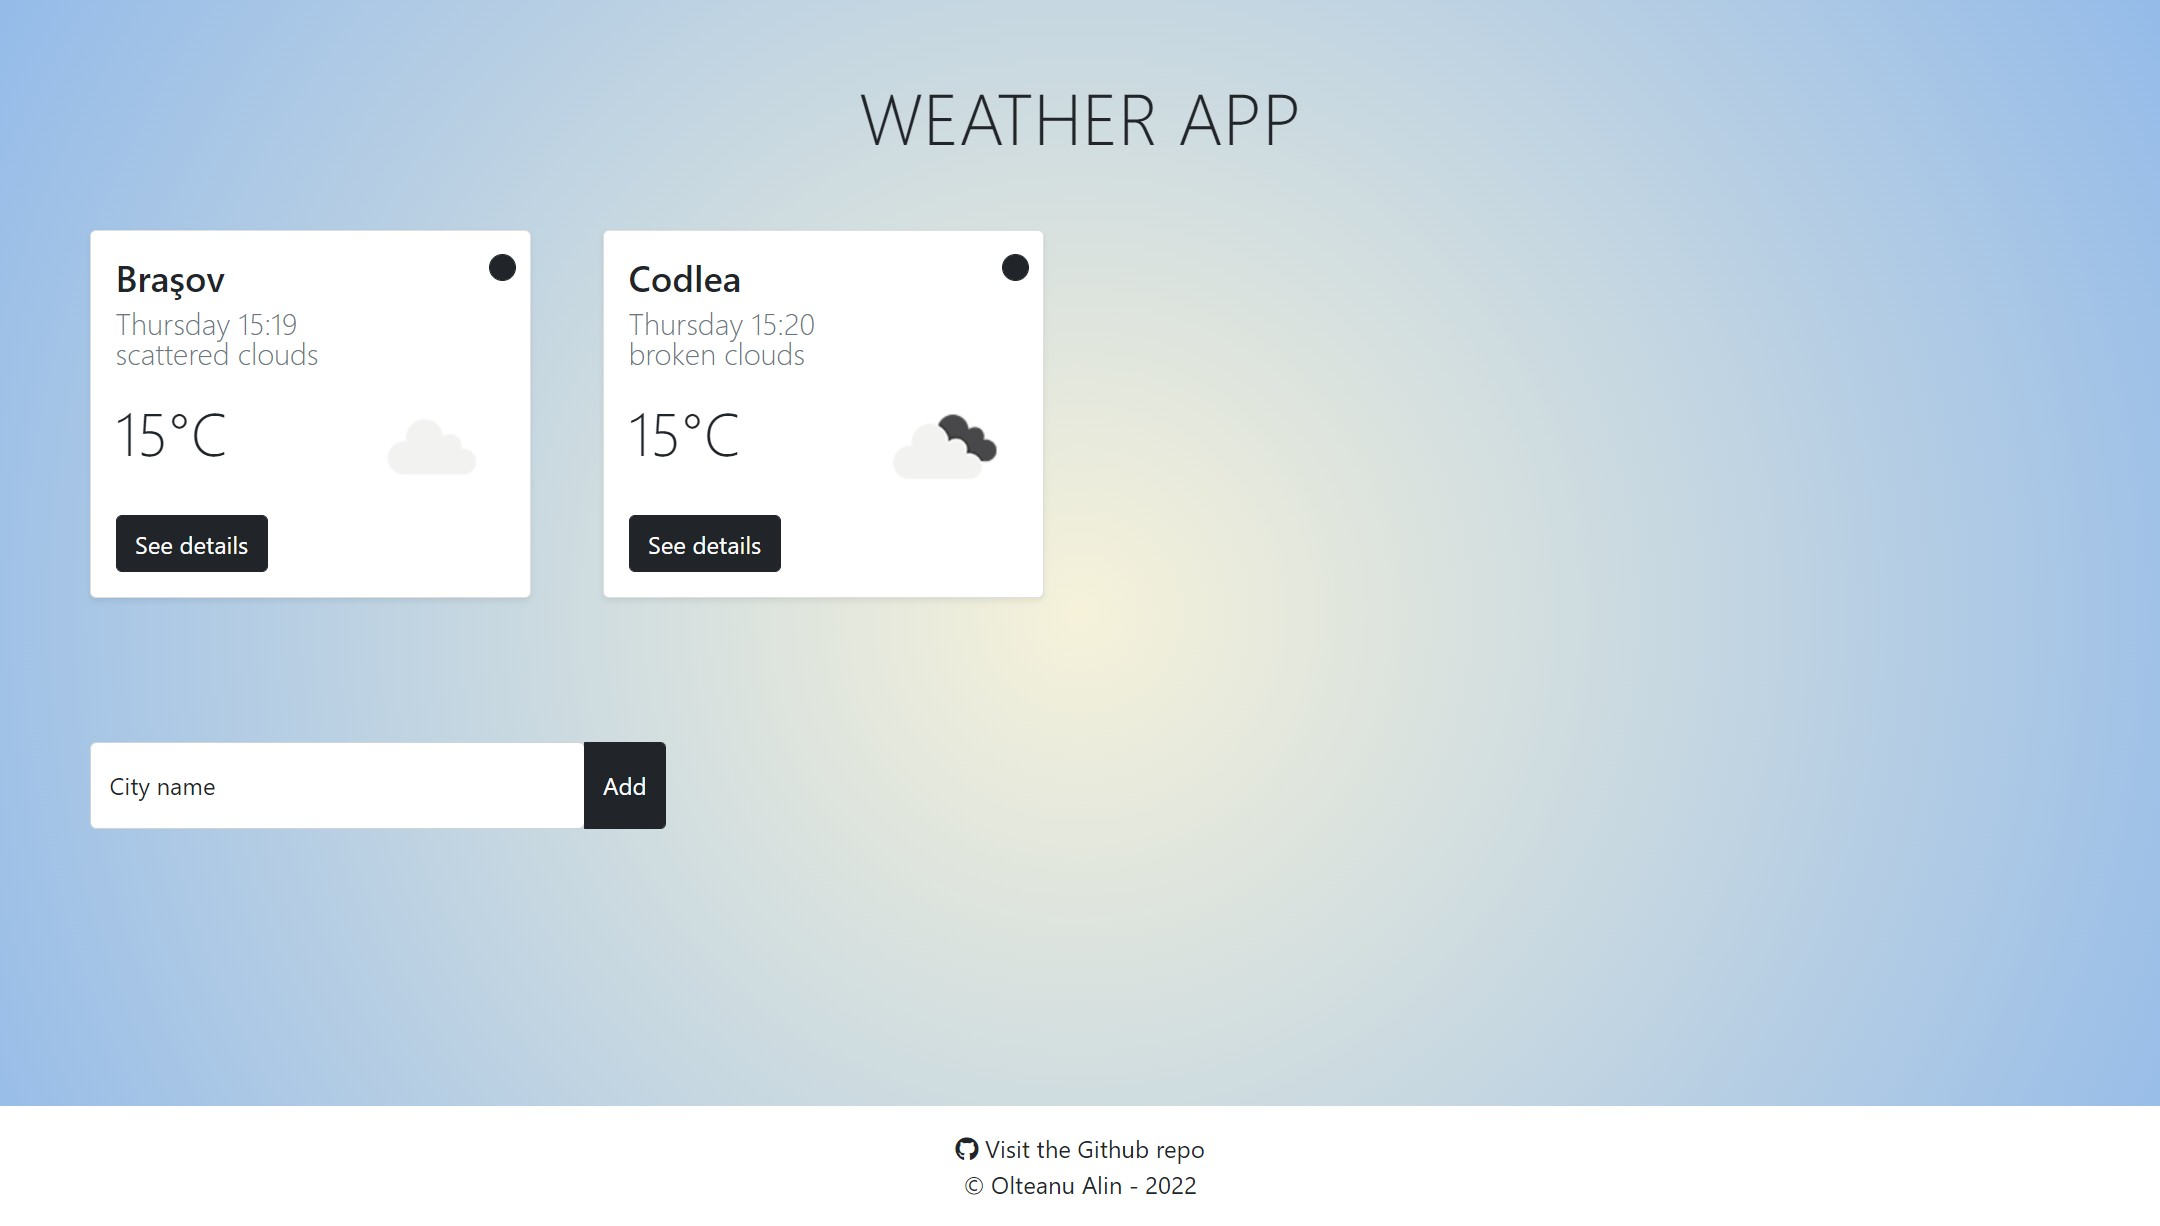 WEATHER APP
Braşov
Thursday 15:19
scattered clouds
15°C
See details
Codlea
Thursday 15:20
broken clouds
15°C
See details
City name
Add
Visit the Github repo
© Olteanu Alin - 2022